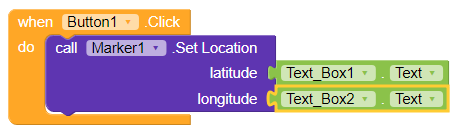 when Button1 .Click
do call Marker1 .Set Location
latitude Text_Box1 . Text
longitude Text_Box2 . Text